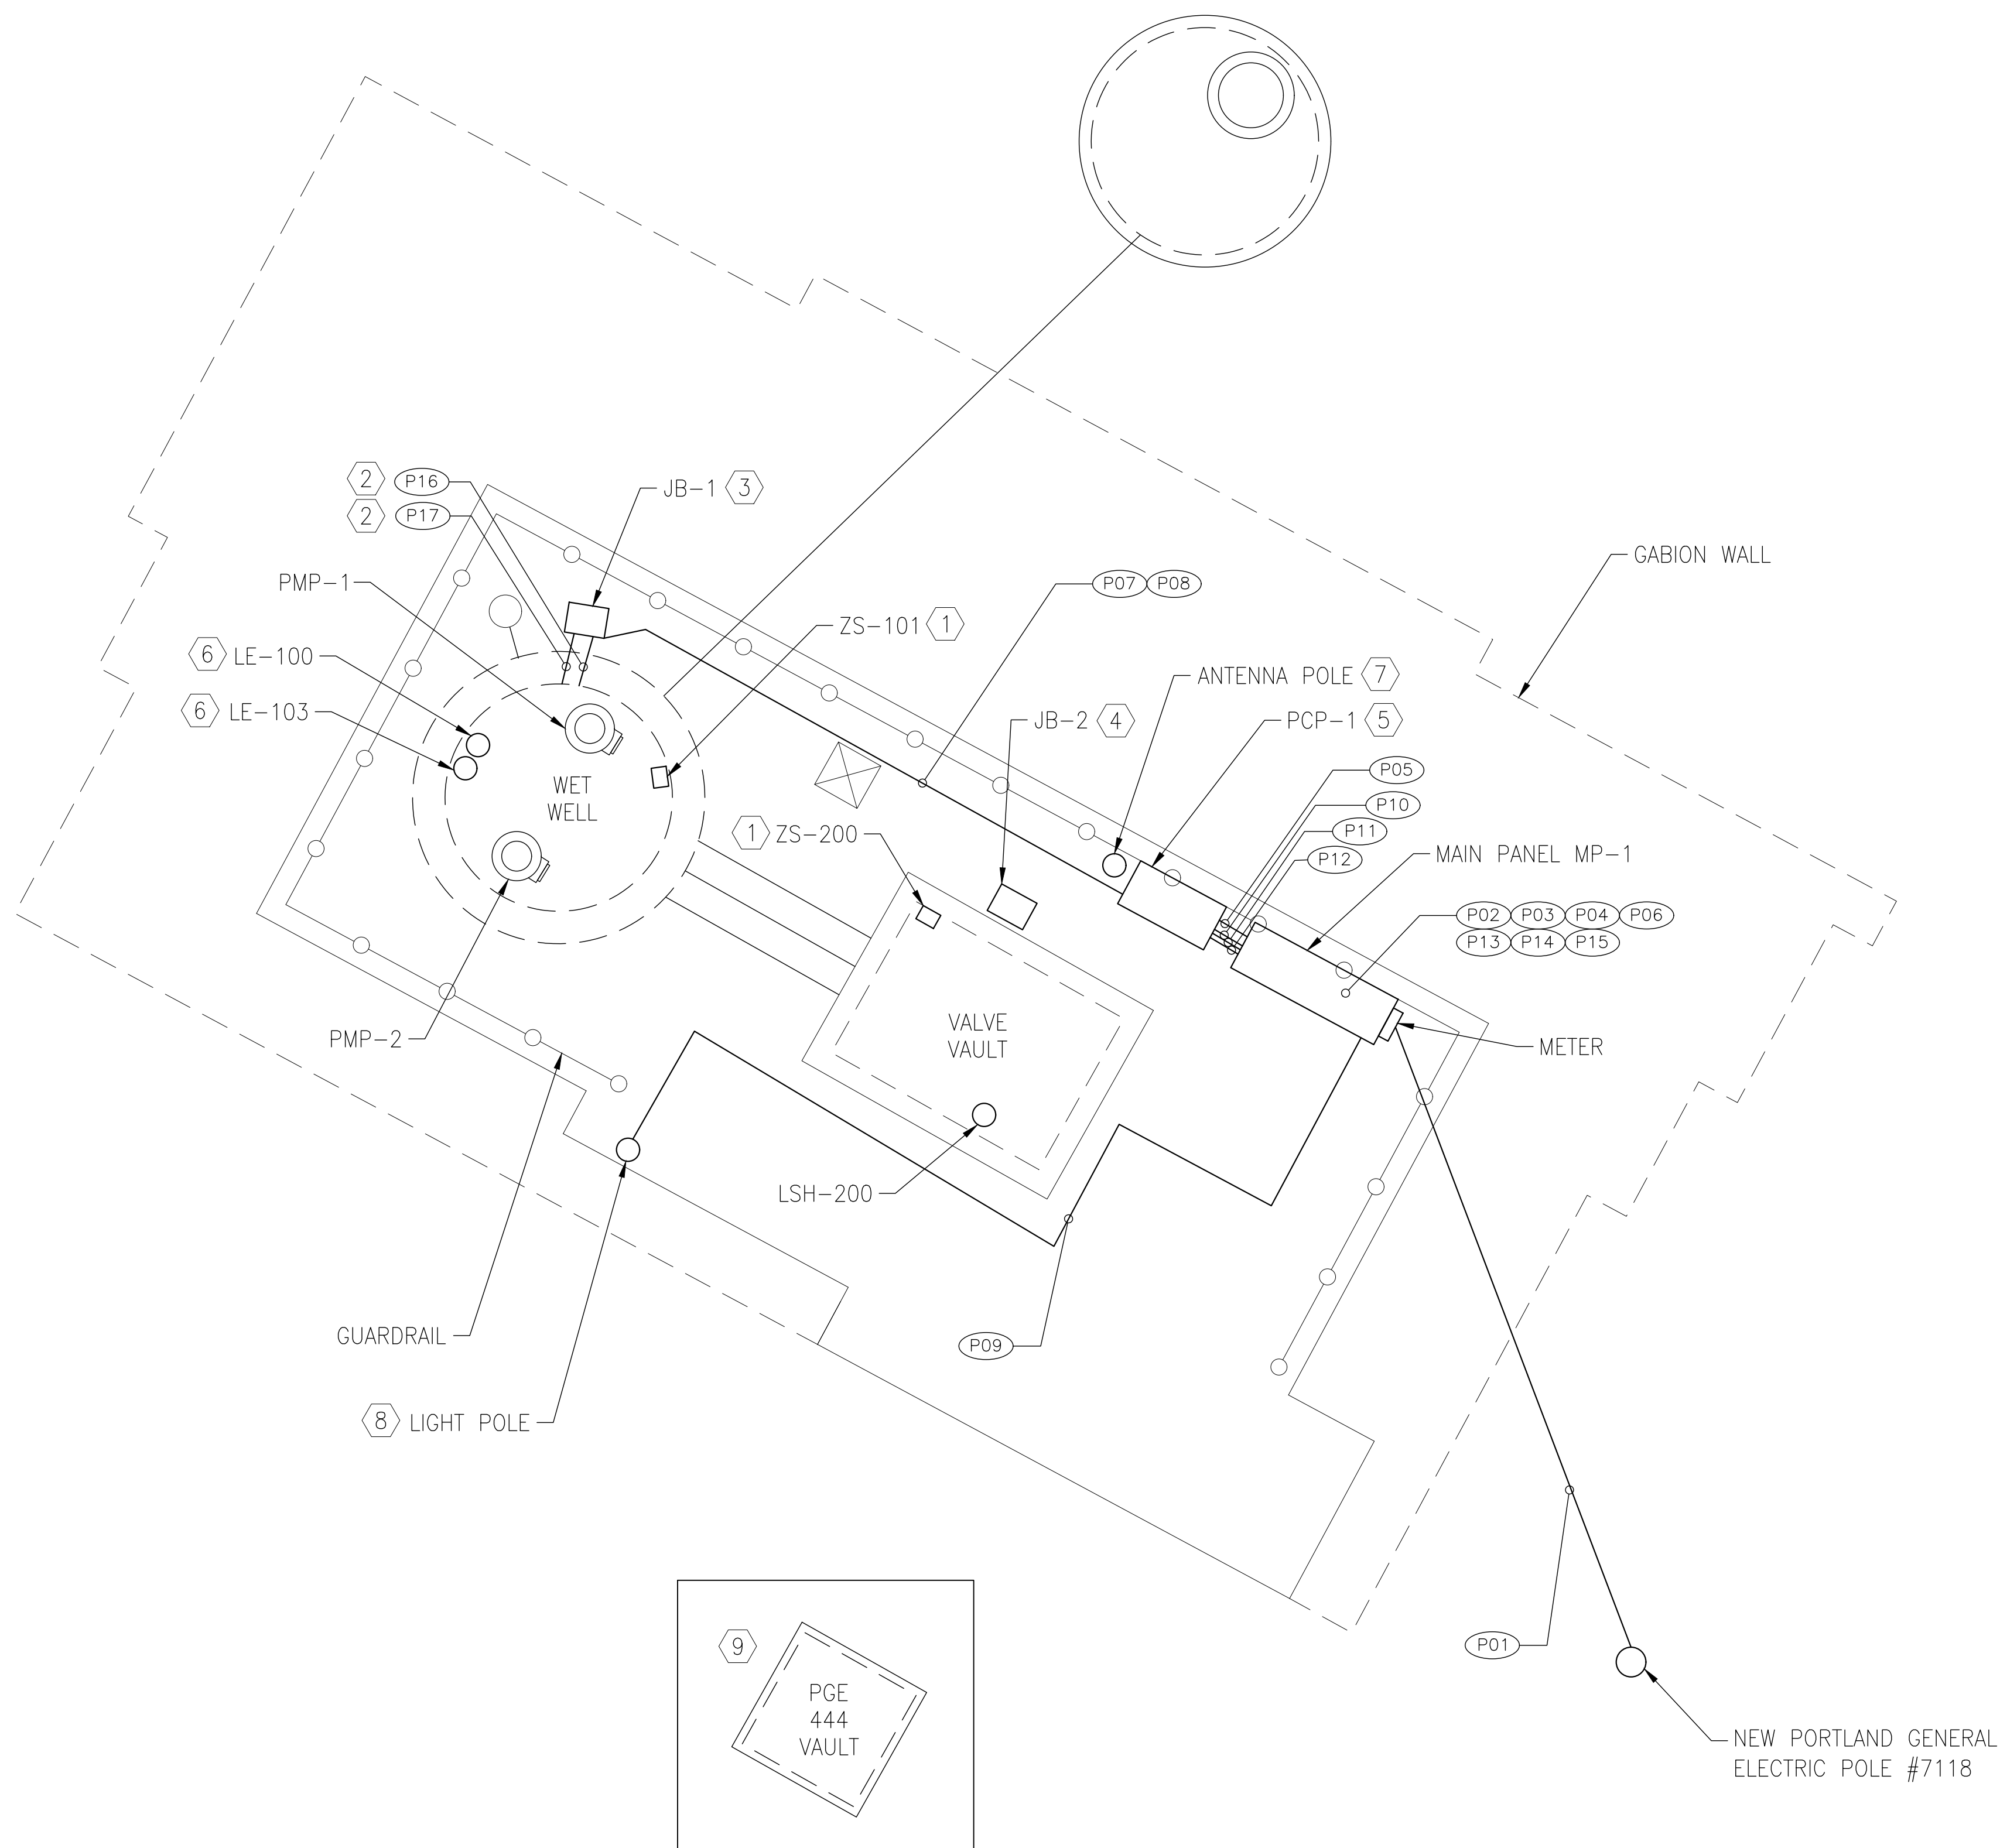 2 P16
2 P17
JB-1 3
PMP-1
P07 P08
GABION WALL
ZS-101 1
6 LE-100
6 LE-103
ANTENNA POLE 7
JB-2 4
PCP-1 5
P05
P10
P11
P12
WET
WELL
1 ZS-200
MAIN PANEL MP-1
P02 P03 P04 P06
P13 P14 P15
VALVE
VAULT
PMP-2
METER
LSH-200
GUARDRAIL
P09
8 LIGHT POLE
9
PGE
444
VAULT
P01
NEW PORTLAND GENERAL
ELECTRIC POLE #7118